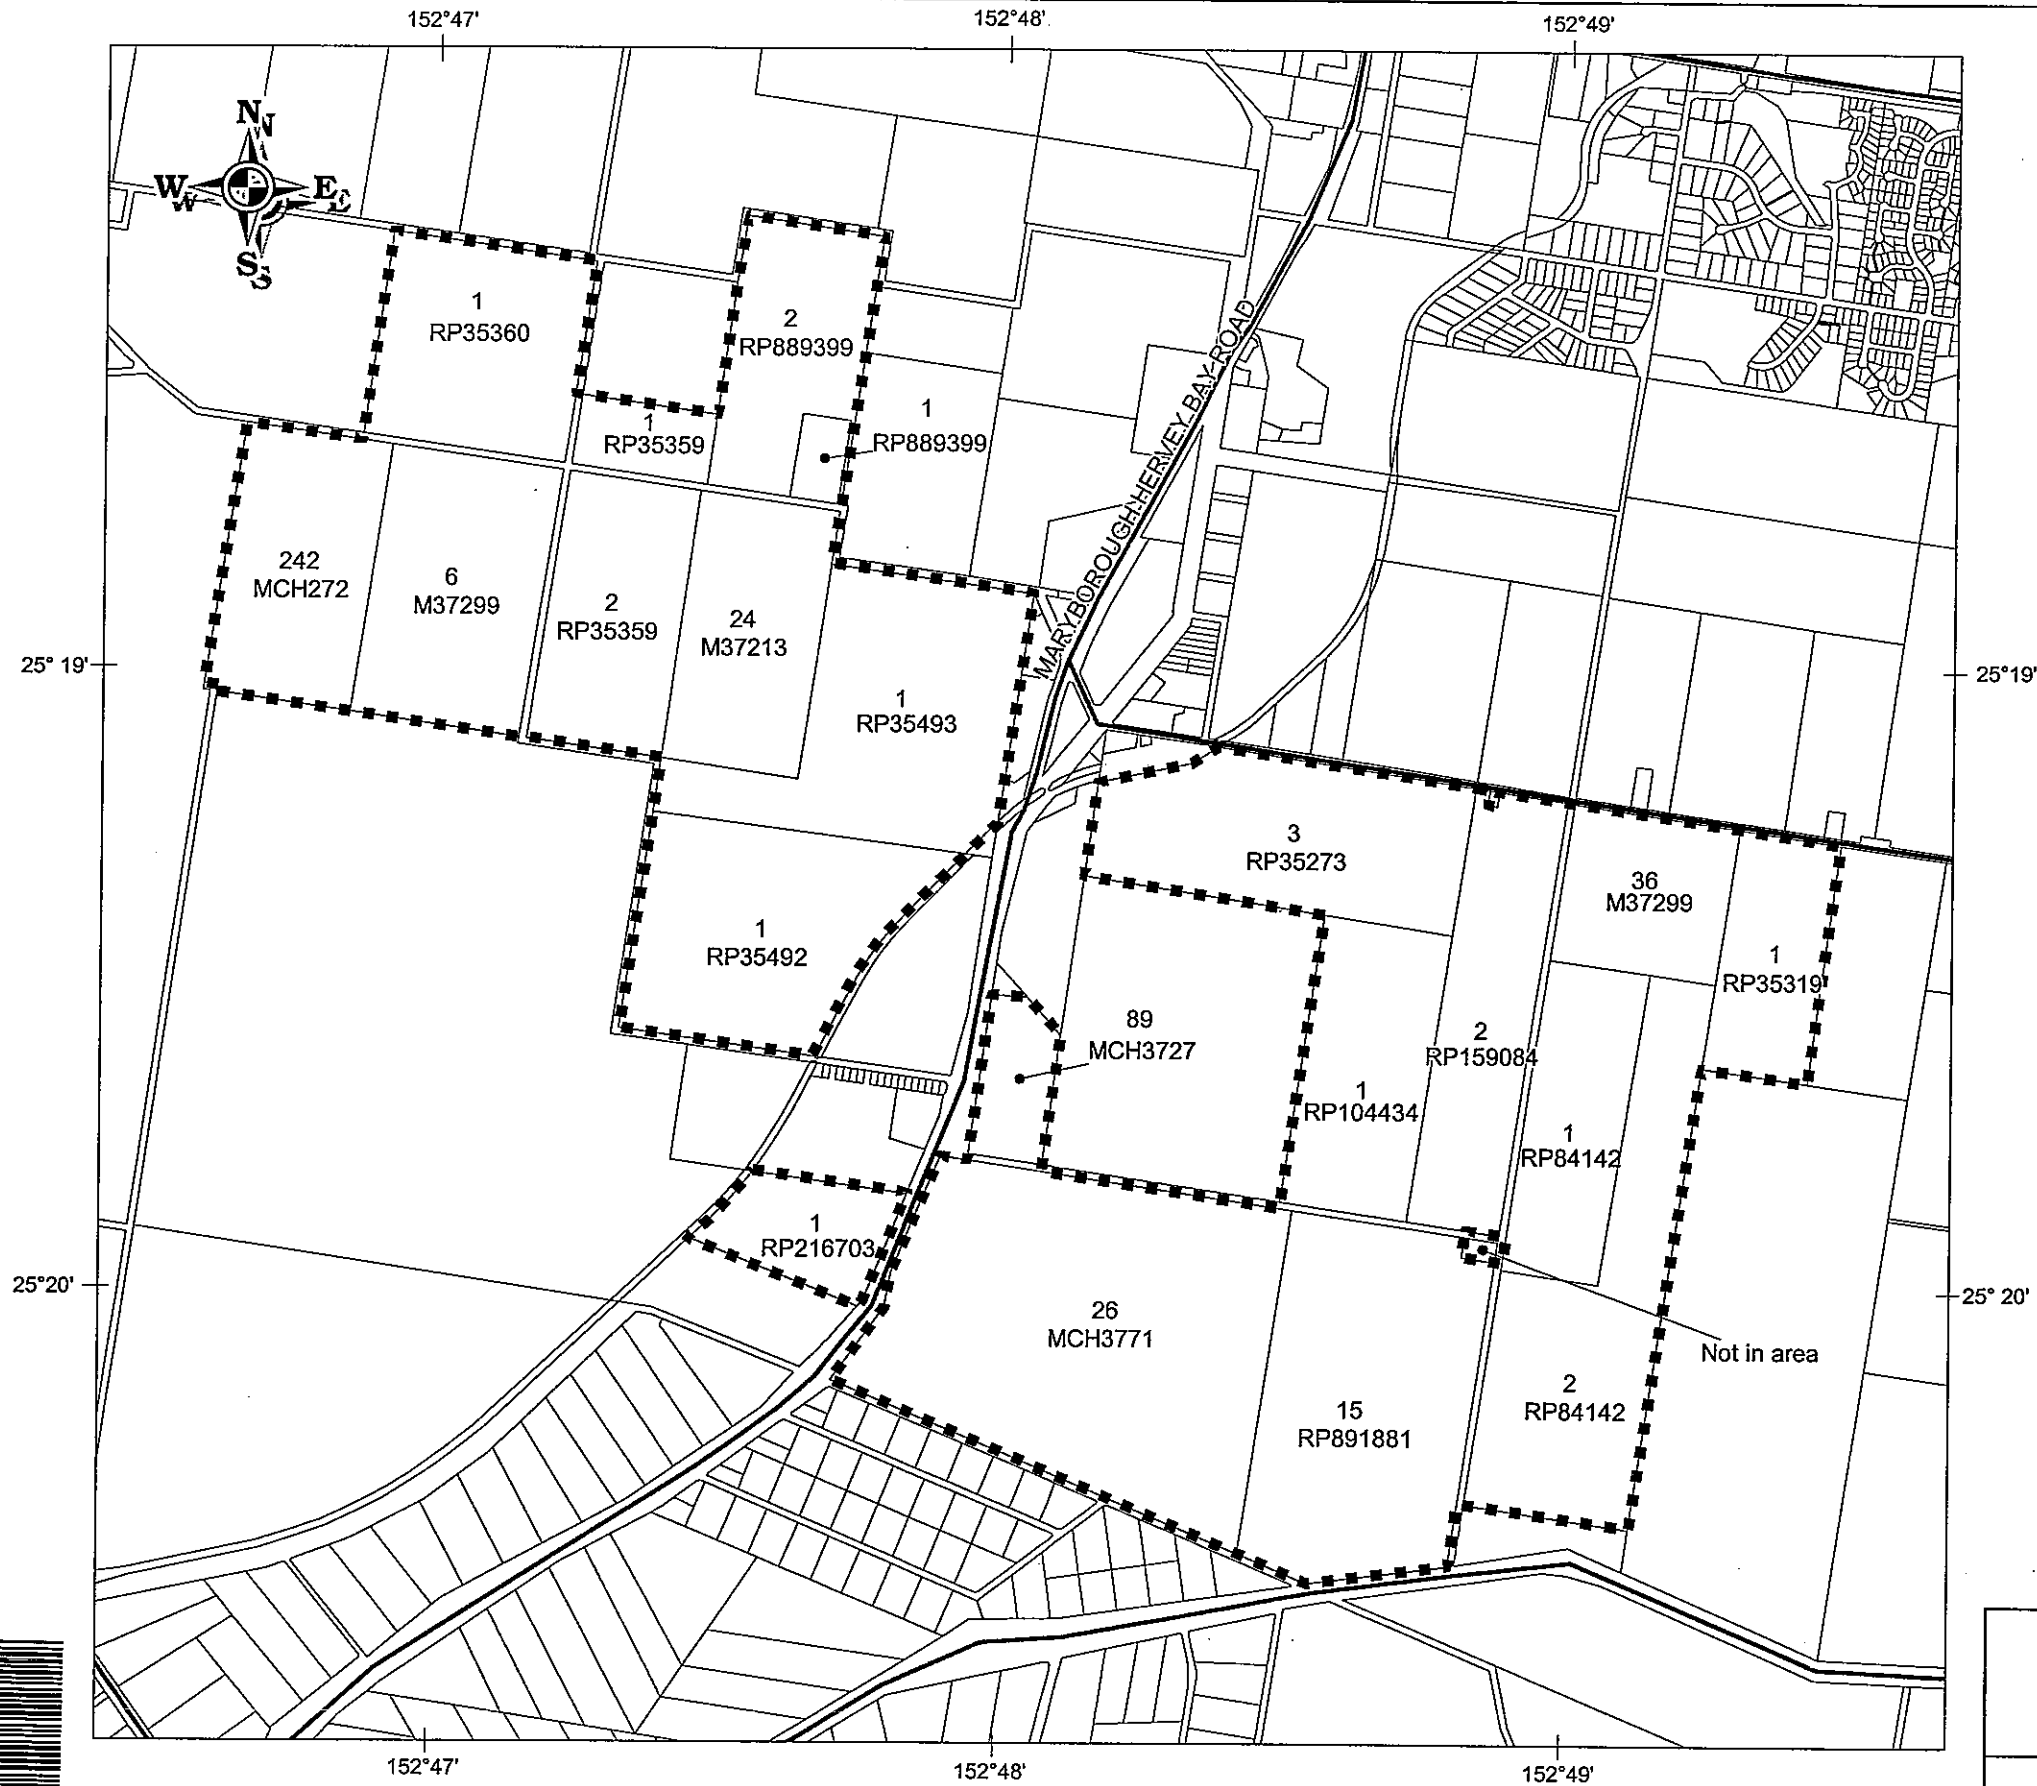 152°47'
152°48'
152°49'
N
N
W
W
E
E
S
S
1
RP35360
2
RP889399
1
RP35359
1
RP889399
MARYBOROUGH-HERVEY BAY ROAD
242
MCH272
6
M37299
2
RP35359
24
M37213
25° 19'
25°19'
1
RP35493
3
RP35273
36
M37299
1
RP35492
1
RP35319
89
MCH3727
2
RP159084
1
RP104434
1
RP84142
1
RP216703
25°20'
25° 20'
26
MCH3771
Not in area
2
RP84142
15
RP891881
152°47'
152°48'
152°49'